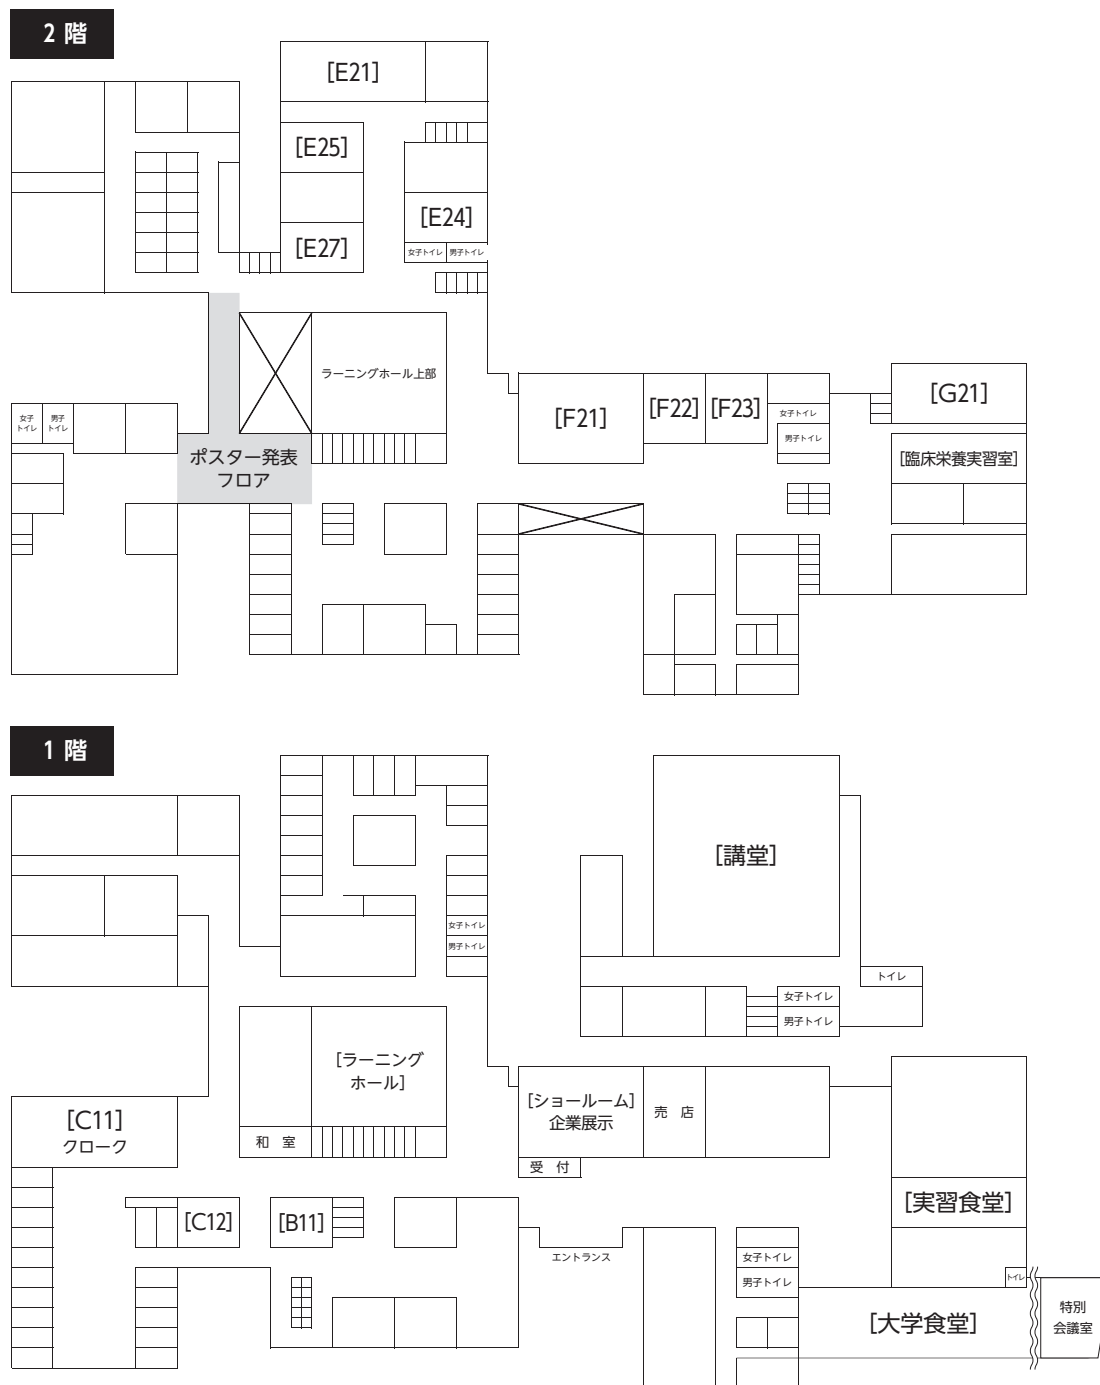 2 階
[E21]
[E25]
[E24]
[E27]
女子トイレ 男子トイレ
ラーニングホール上部
[F21]
[F22]
[F23]
[G21]
女子トイレ
男子トイレ
女子
トイレ
男子
トイレ
ポスター発表
フロア
[臨床栄養実習室]
1 階
[講堂]
女子トイレ
男子トイレ
トイレ
女子トイレ
男子トイレ
[ラーニング
ホール]
[ショールーム]
企業展示
売 店
[C11]
クローク
和 室
受 付
[C12]
[B11]
[実習食堂]
エントランス
女子トイレ
男子トイレ
トイレ
[大学食堂]
特別
会議室